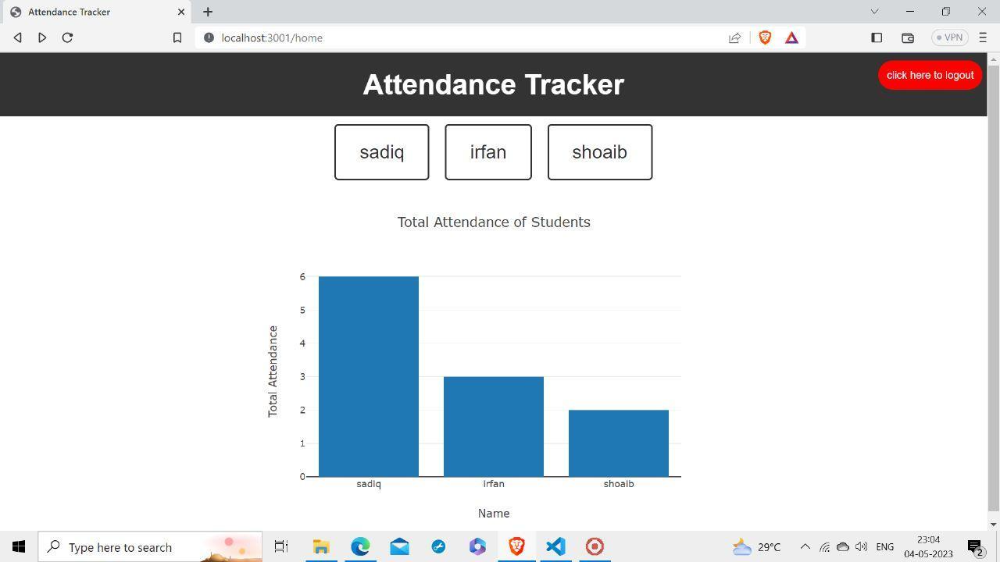 Attendance Tracker
localhost:3001/home
VPN
Attendance Tracker
click here to logout
sadiq
irfan
shoaib
Total Attendance of Students
6
5
4
3
2
1
0
Total Attendance
sadiq
irfan
shoaib
Name
Type here to search
29°C
ENG
23:04
04-05-2023
2